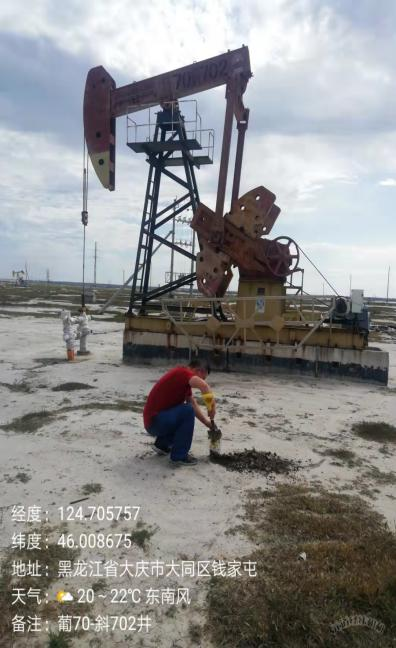 70X702
经度：124.705757
纬度：46.008675
地址：黑龙江省大庆市大同区钱家屯
天气：20 ~ 22℃ 东南风
备注：葡70-斜702井